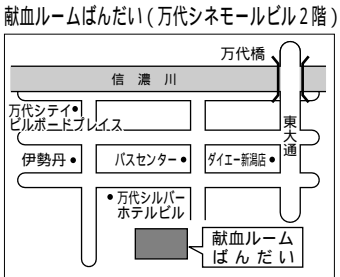 献血ルームばんだい(万代シネモールビル2階)
万代橋
信濃川
万代シテイ
ビルボードプレイス
東大通
伊勢丹
バスセンター
ダイエー新潟店
万代シルバー
ホテルビル
献血ルーム
ばんだい